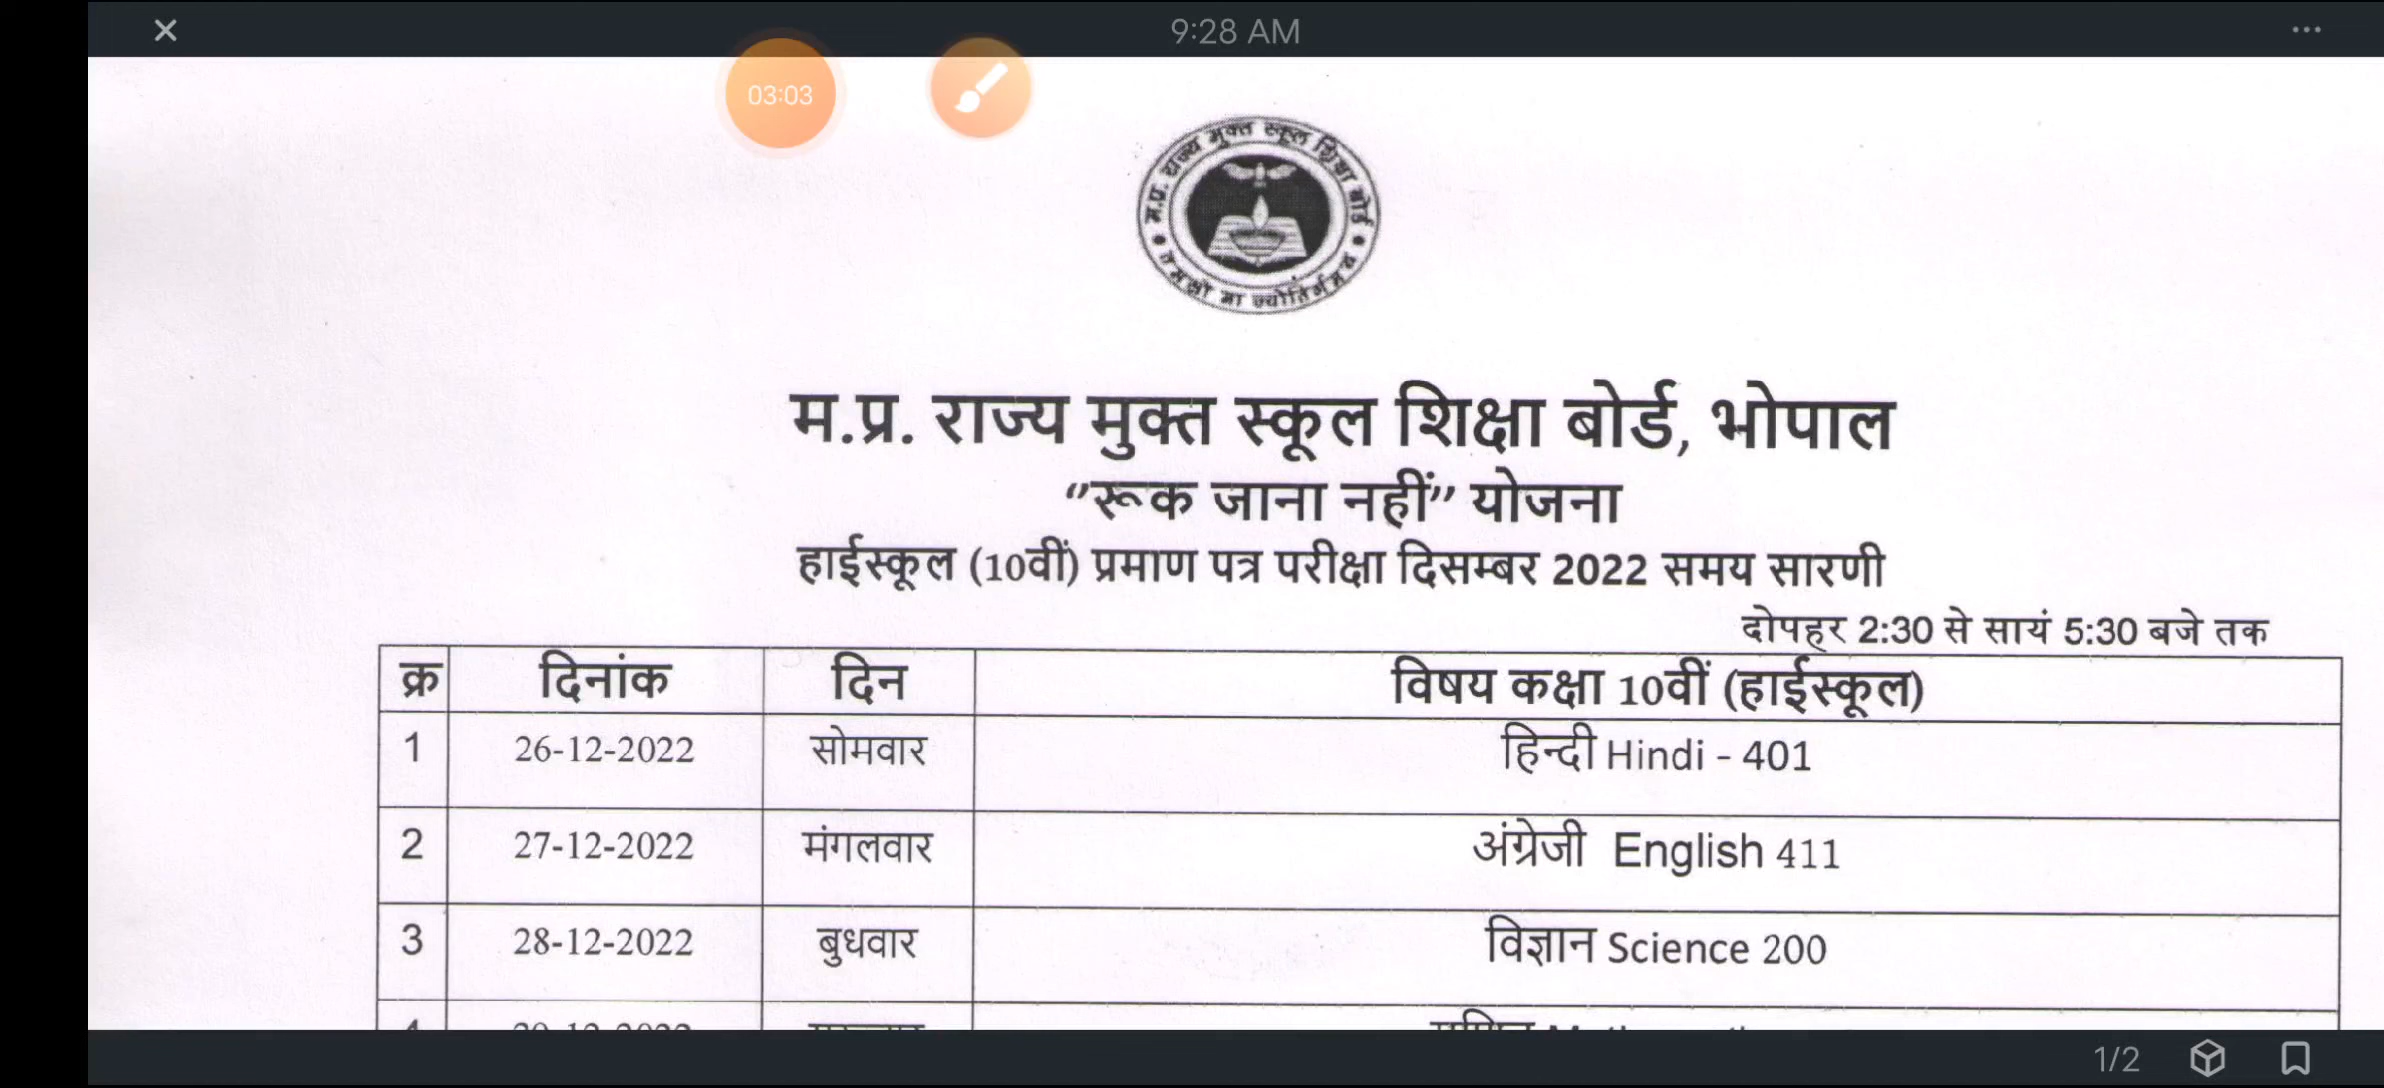 9:28 AM
03:03
म.प्र. राज्य मुक्त स्कूल शिक्षा बोर्ड
तमसो मा ज्योतिर्गमय
म.प्र. राज्य मुक्त स्कूल शिक्षा बोर्ड, भोपाल
“रूक जाना नहीं” योजना
हाईस्कूल (10वीं) प्रमाण पत्र परीक्षा दिसम्बर 2022 समय सारणी
दोपहर 2:30 से सायं 5:30 बजे तक
क्र दिनांक दिन विषय कक्षा 10वीं (हाईस्कूल)
1 26-12-2022 सोमवार हिन्दी Hindi - 401
2 27-12-2022 मंगलवार अंग्रेजी English 411
3 28-12-2022 बुधवार विज्ञान Science 200
1/2